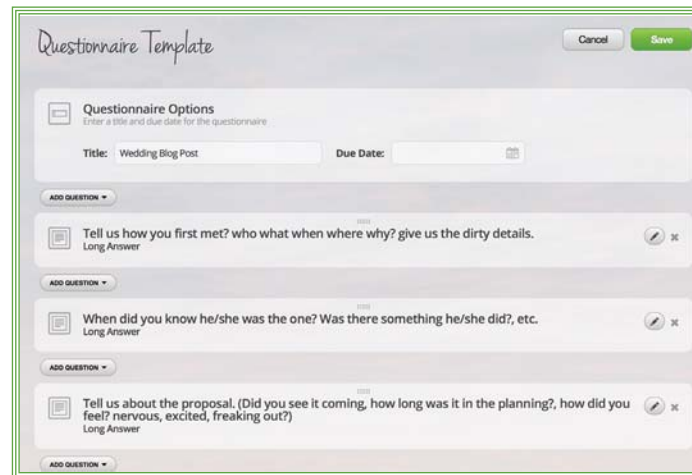 Questionnaire Template
Cancel
Save
Questionnaire Options
Enter a title and due date for the questionnaire
Title: Wedding Blog Post Due Date:
ADD QUESTION
Tell us how you first met? who what when where why? give us the dirty details.
Long Answer
ADD QUESTION
When did you know he/she was the one? Was there something he/she did?, etc.
Long Answer
ADD QUESTION
Tell us about the proposal. (Did you see it coming, how long was it in the planning?, how did you
feel? nervous, excited, freaking out?)
Long Answer
ADD QUESTION